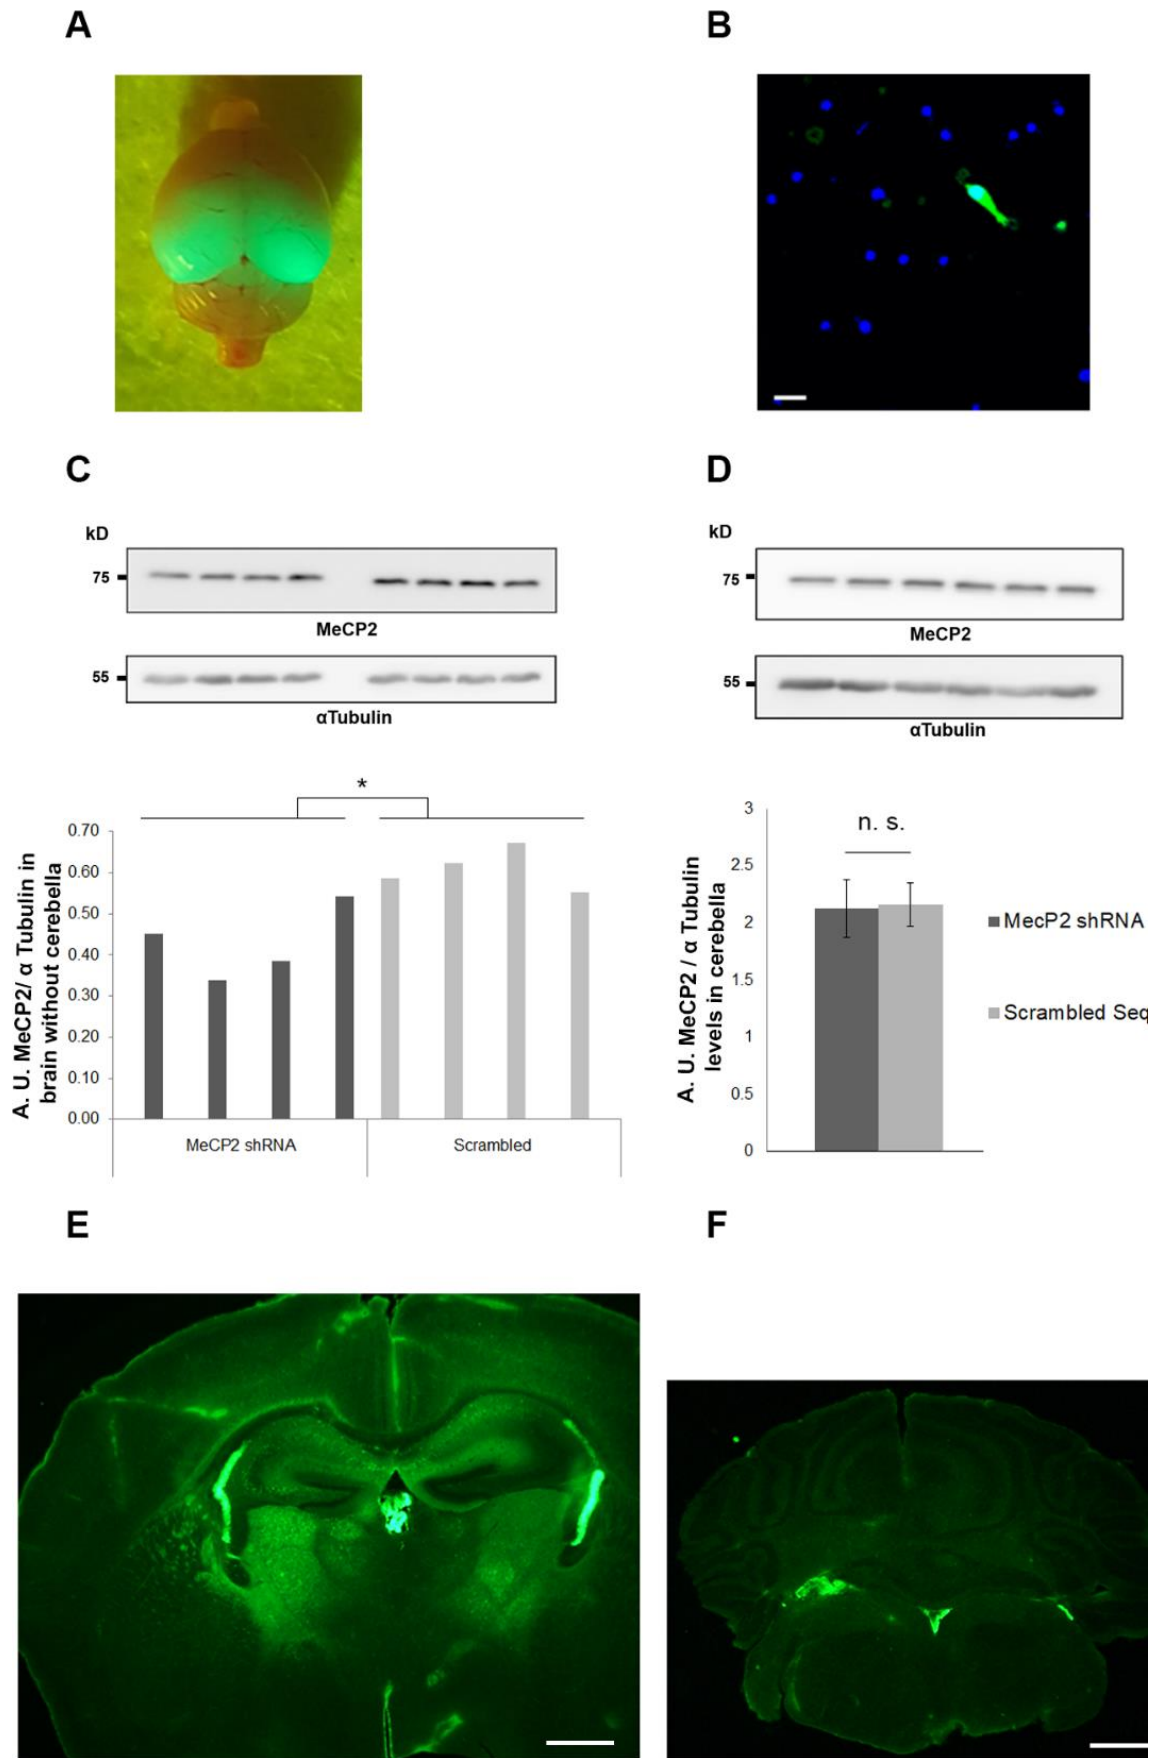 A
B
C
kD
75
MeCP2
55
αTubulin
*
A. U. MeCP2/ α Tubulin in
brain without cerebella
0.70
0.60
0.50
0.40
0.30
0.20
0.10
0.00
MeCP2 shRNA
Scrambled
D
kD
75
MeCP2
55
αTubulin
A. U. MeCP2 / α Tubulin
levels in cerebella
3
2.5
2
1.5
1
0.5
0
n. s.
MecP2 shRNA
Scrambled Seq
E
F